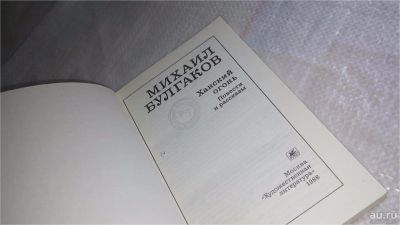 МИХАИЛ
БУЛГАКОВ
Ханский
огонь
Повести
и рассказы
Москва
«Художественная
литература»
1988
au.ru